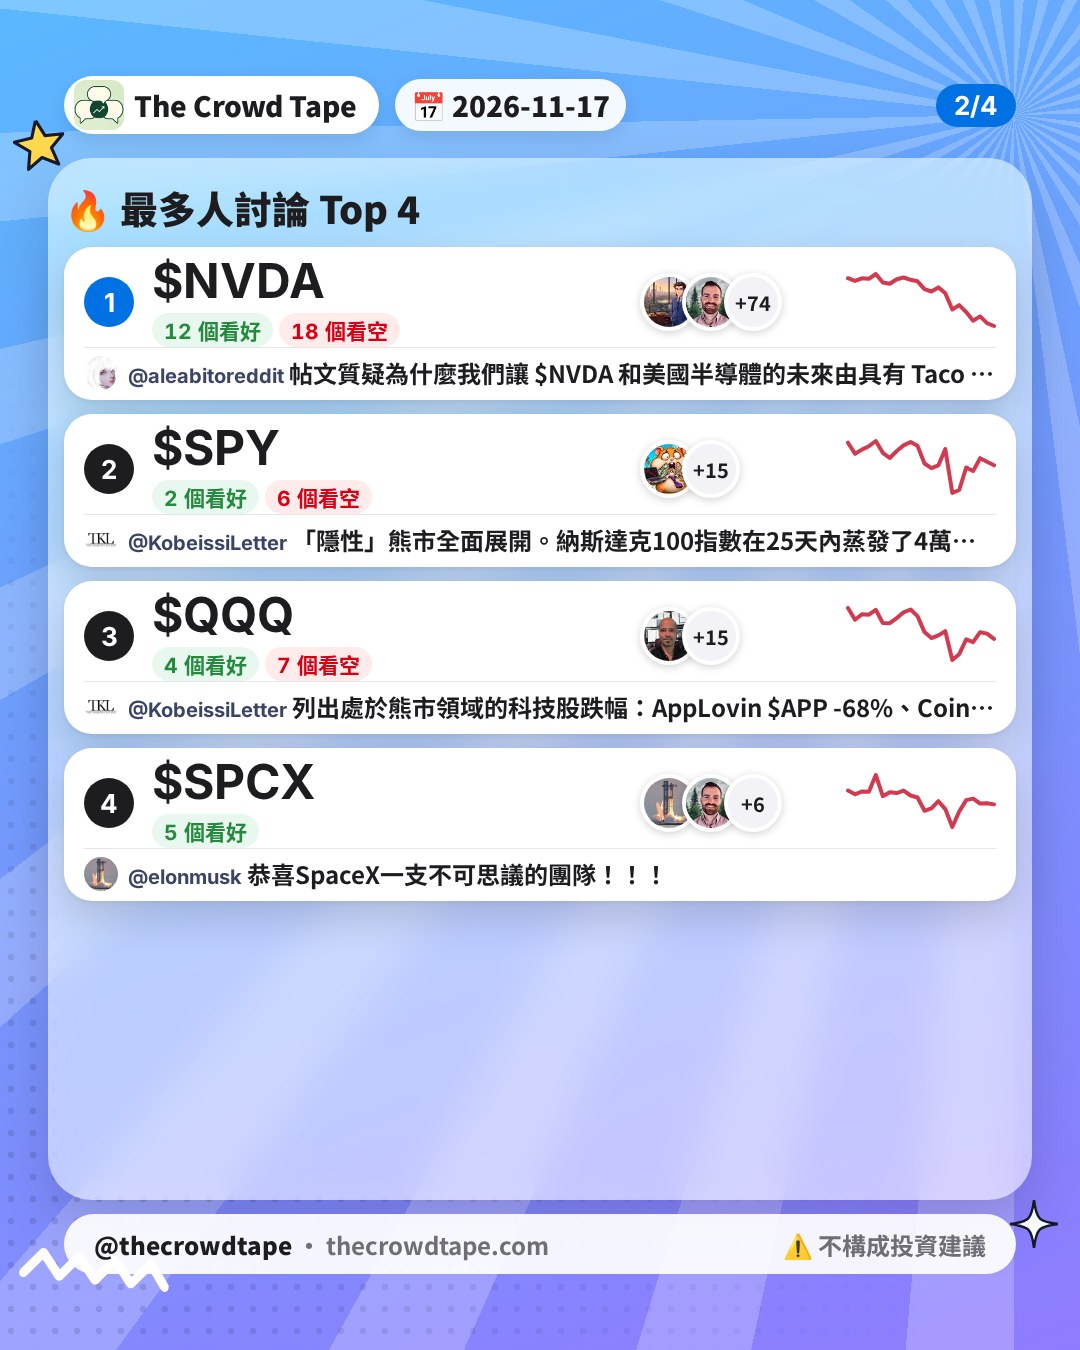 The Crowd Tape
July 17 2026-11-17
2/4
🔥 最多人討論 Top 4
1 $NVDA
+74
12 個看好 18 個看空
@aleabitoreddit 帖文質疑為什麼我們讓 $NVDA 和美國半導體的未來由具有 Taco …
2 $SPY
+15
2 個看好 6 個看空
TKL @KobeissiLetter 「隱性」熊市全面展開。納斯達克100指數在25天內蒸發了4萬…
3 $QQQ
+15
4 個看好 7 個看空
TKL @KobeissiLetter 列出處於熊市領域的科技股跌幅：AppLovin $APP -68%、Coin…
4 $SPCX
+6
5 個看好
@elonmusk 恭喜SpaceX一支不可思議的團隊！！！
@thecrowdtape • thecrowdtape.com
⚠️ 不構成投資建議